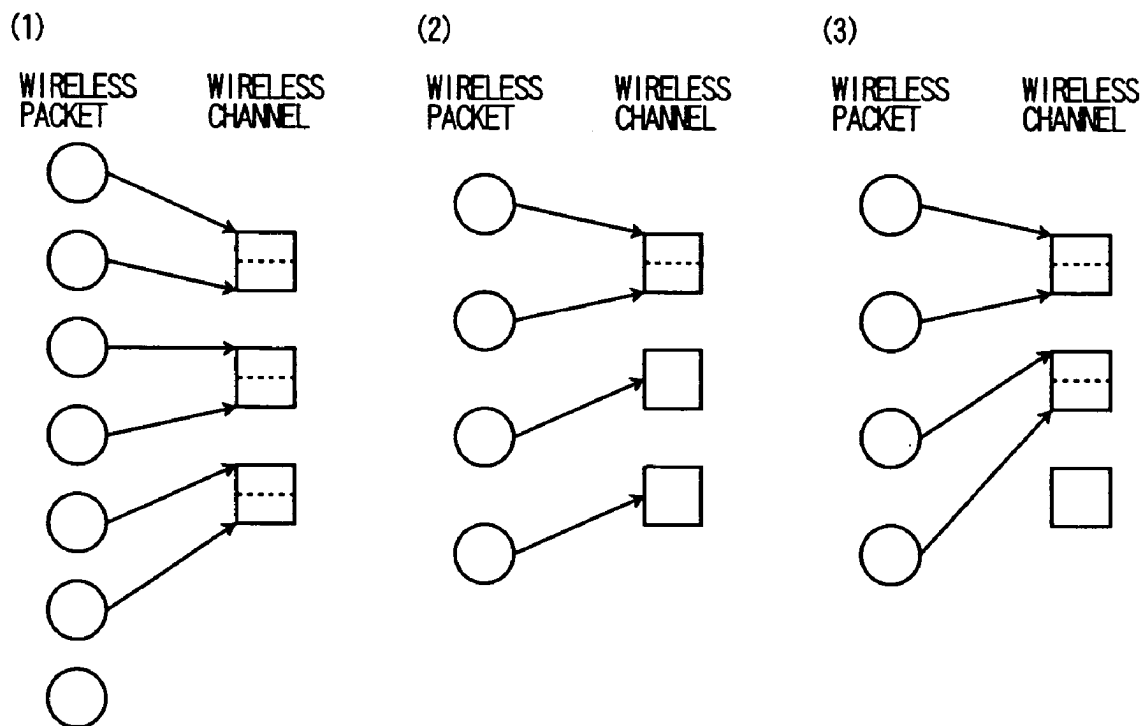 (1)
WIRELESS PACKET
WIRELESS CHANNEL
(2)
WIRELESS PACKET
WIRELESS CHANNEL
(3)
WIRELESS PACKET
WIRELESS CHANNEL